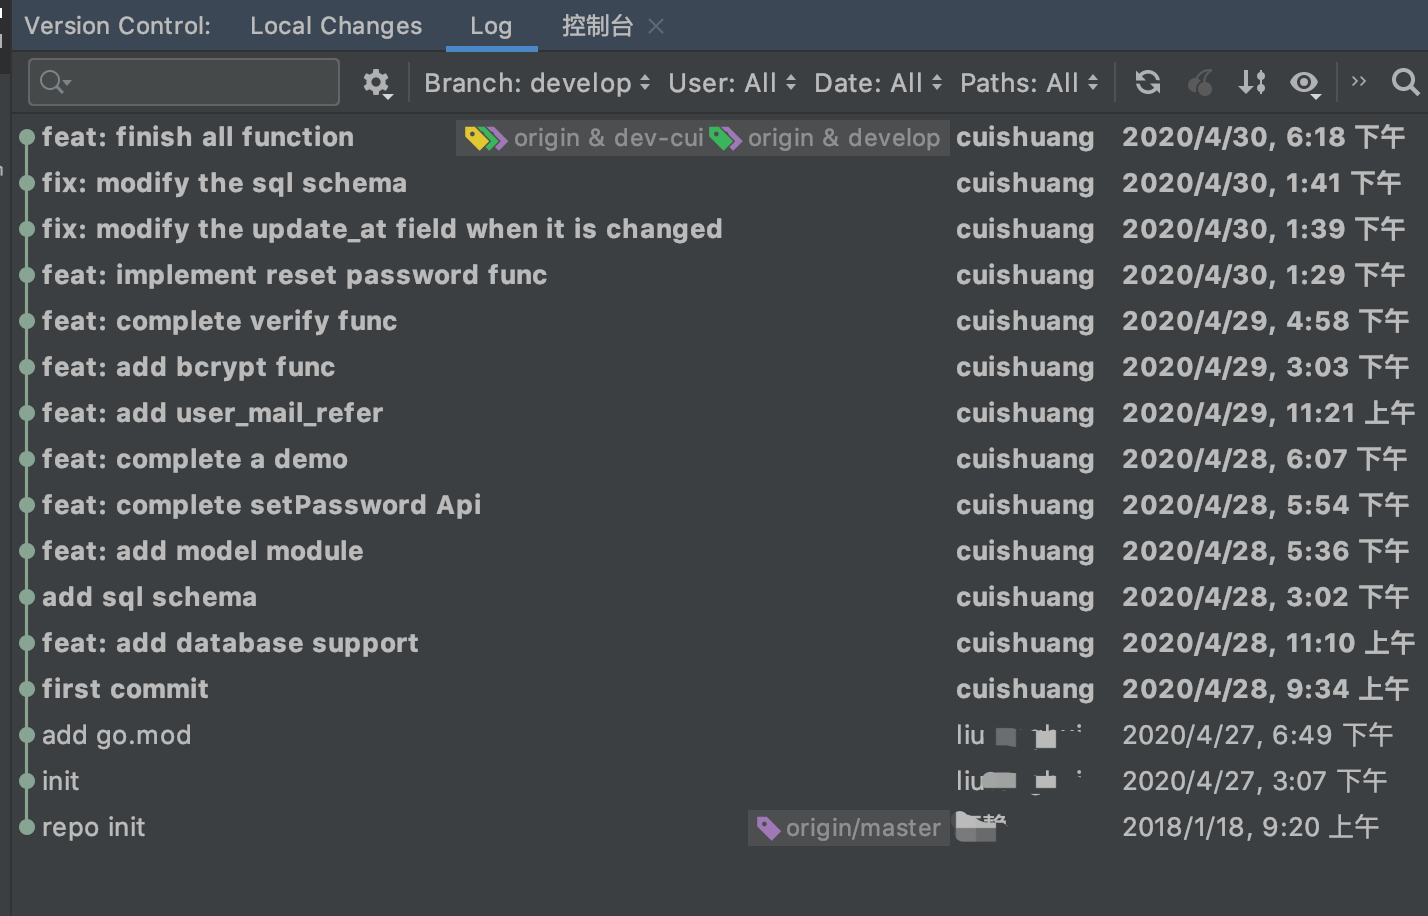 Version Control: Local Changes Log 控制台
Branch: develop User: All Date: All Paths: All
feat: finish all function origin & dev-cui origin & develop cuishuang 2020/4/30, 6:18 下午
fix: modify the sql schema cuishuang 2020/4/30, 1:41 下午
fix: modify the update_at field when it is changed cuishuang 2020/4/30, 1:39 下午
feat: implement reset password func cuishuang 2020/4/30, 1:29 下午
feat: complete verify func cuishuang 2020/4/29, 4:58 下午
feat: add bcrypt func cuishuang 2020/4/29, 3:03 下午
feat: add user_mail_refer cuishuang 2020/4/29, 11:21 上午
feat: complete a demo cuishuang 2020/4/28, 6:07 下午
feat: complete setPassword Api cuishuang 2020/4/28, 5:54 下午
feat: add model module cuishuang 2020/4/28, 5:36 下午
add sql schema cuishuang 2020/4/28, 3:02 下午
feat: add database support cuishuang 2020/4/28, 11:10 上午
first commit cuishuang 2020/4/28, 9:34 上午
add go.mod liu 2020/4/27, 6:49 下午
init liu 2020/4/27, 3:07 下午
repo init origin/master 2018/1/18, 9:20 上午